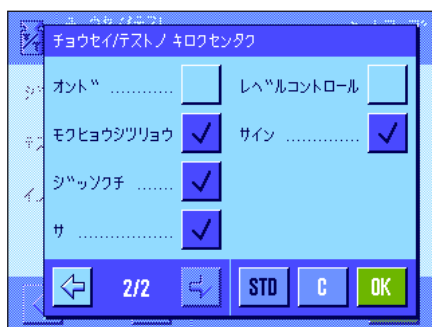 チョウセイ/テストノ キロクセンタク
オント゛ ............
レヘ゛ルコントロール
モクヒョウシツリョウ
サイン ..............
シ゛ッソクチ .......
サ .................
2/2
STD
C
OK